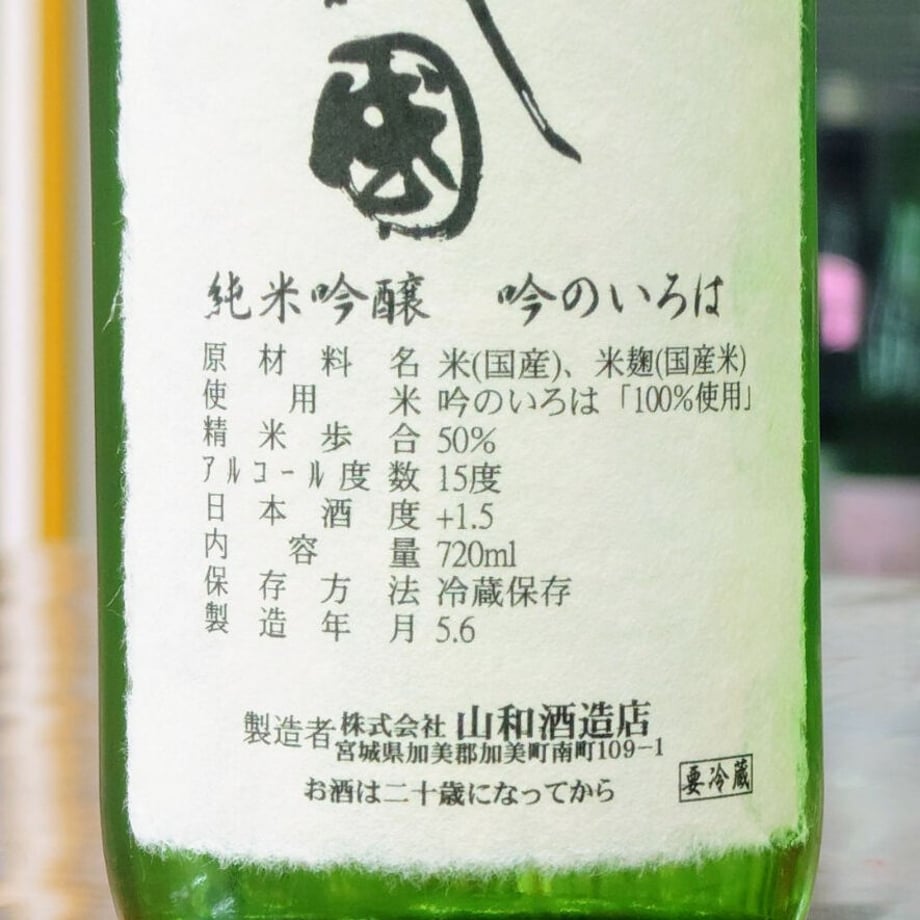 國
純米吟醸 吟のいろは
原材料名 米(国産)、米麹(国産米)
使用米 吟のいろは「100%使用」
精米歩合 50%
アルコール度数 15度
日本酒度 +1.5
内容量 720ml
保存方法 冷蔵保存
製造年月 5.6
製造者 株式会社 山和酒造店
宮城県加美郡加美町南町109-1
お酒は二十歳になってから
要冷蔵